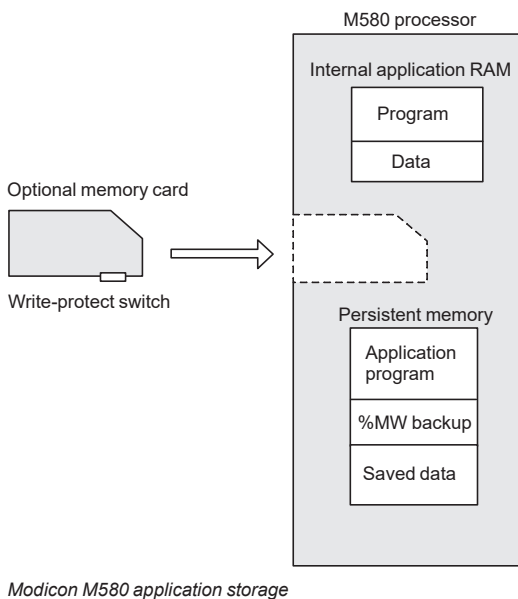 M580 processor
Internal application RAM
Program
Data
Optional memory card
Write-protect switch
Persistent memory
Application
program
%MW backup
Saved data
Modicon M580 application storage